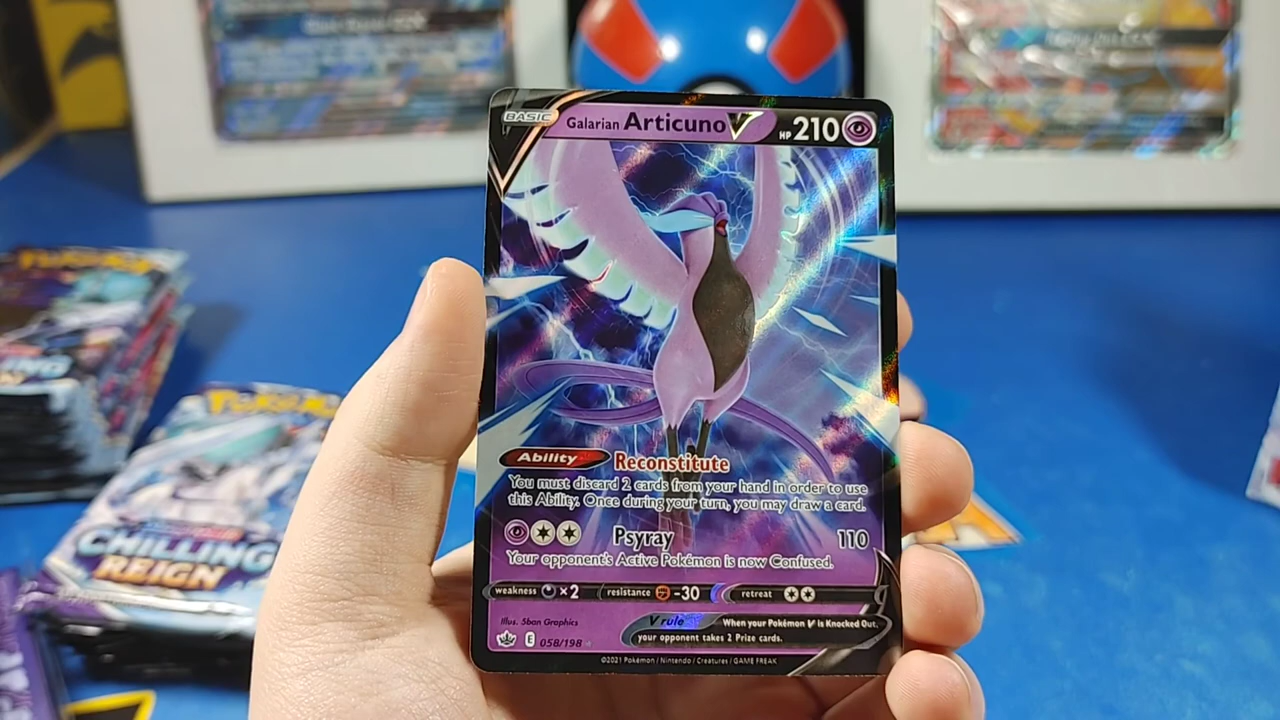 BASIC
Galarian Articuno V HP 210
Ability Reconstitute
You must discard 2 cards from your hand in order to use
this Ability. Once during your turn, you may draw a card.
Psyray 110
Your opponent's Active Pokémon is now Confused.
weakness ×2 resistance -30 retreat
Illus. 5ban Graphics
V rule When your Pokémon V is Knocked Out,
your opponent takes 2 Prize cards.
E 058/198
©2021 Pokémon / Nintendo / Creatures / GAME FREAK
POKÉMON
CHILLING
REIGN